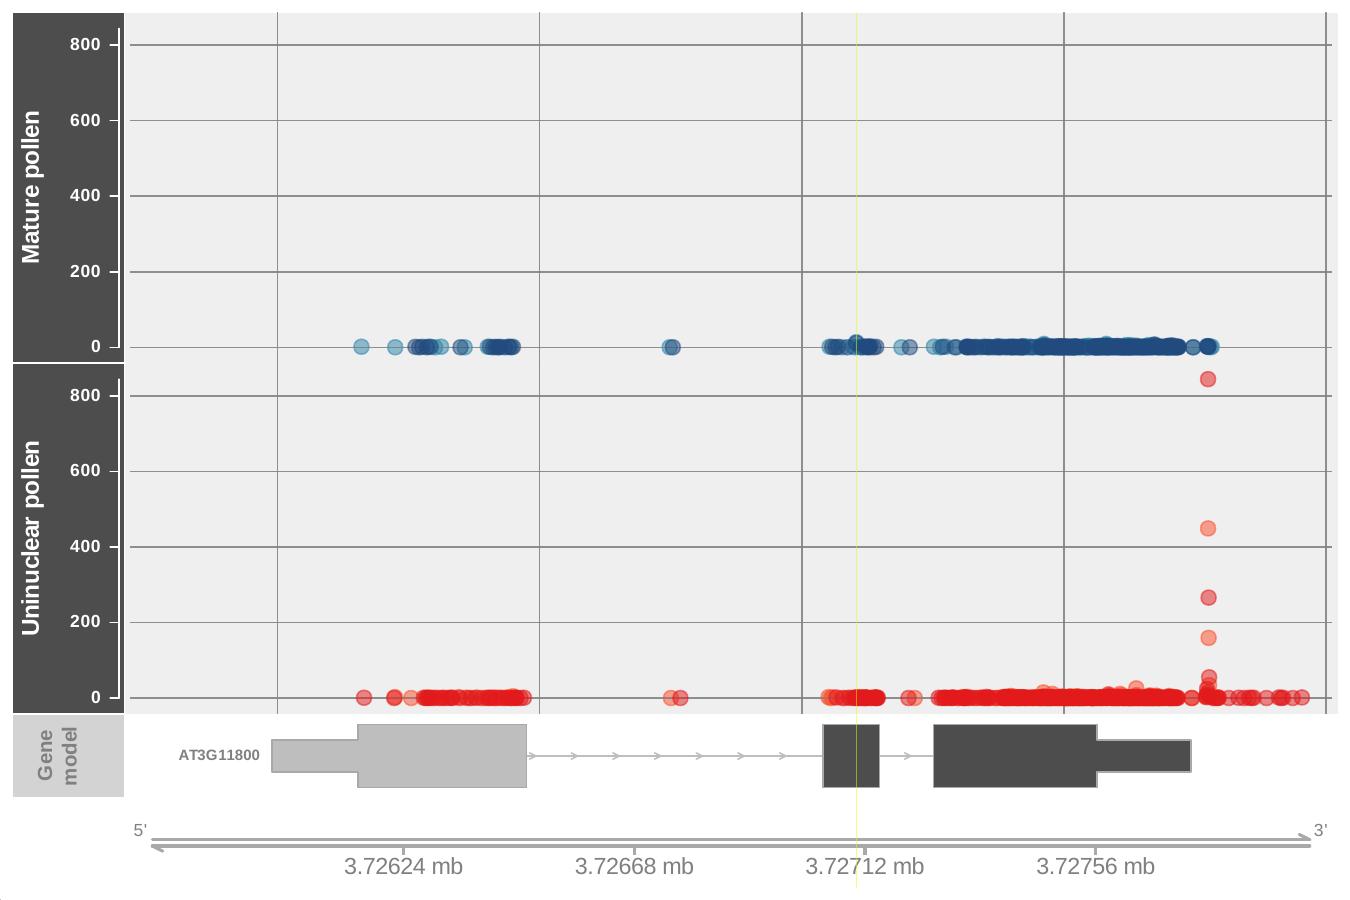 Mature pollen
800
600
400
200
0
Uninuclear pollen
800
600
400
200
0
Gene
model
AT3G11800
5'
3'
3.72624 mb
3.72668 mb
3.72712 mb
3.72756 mb